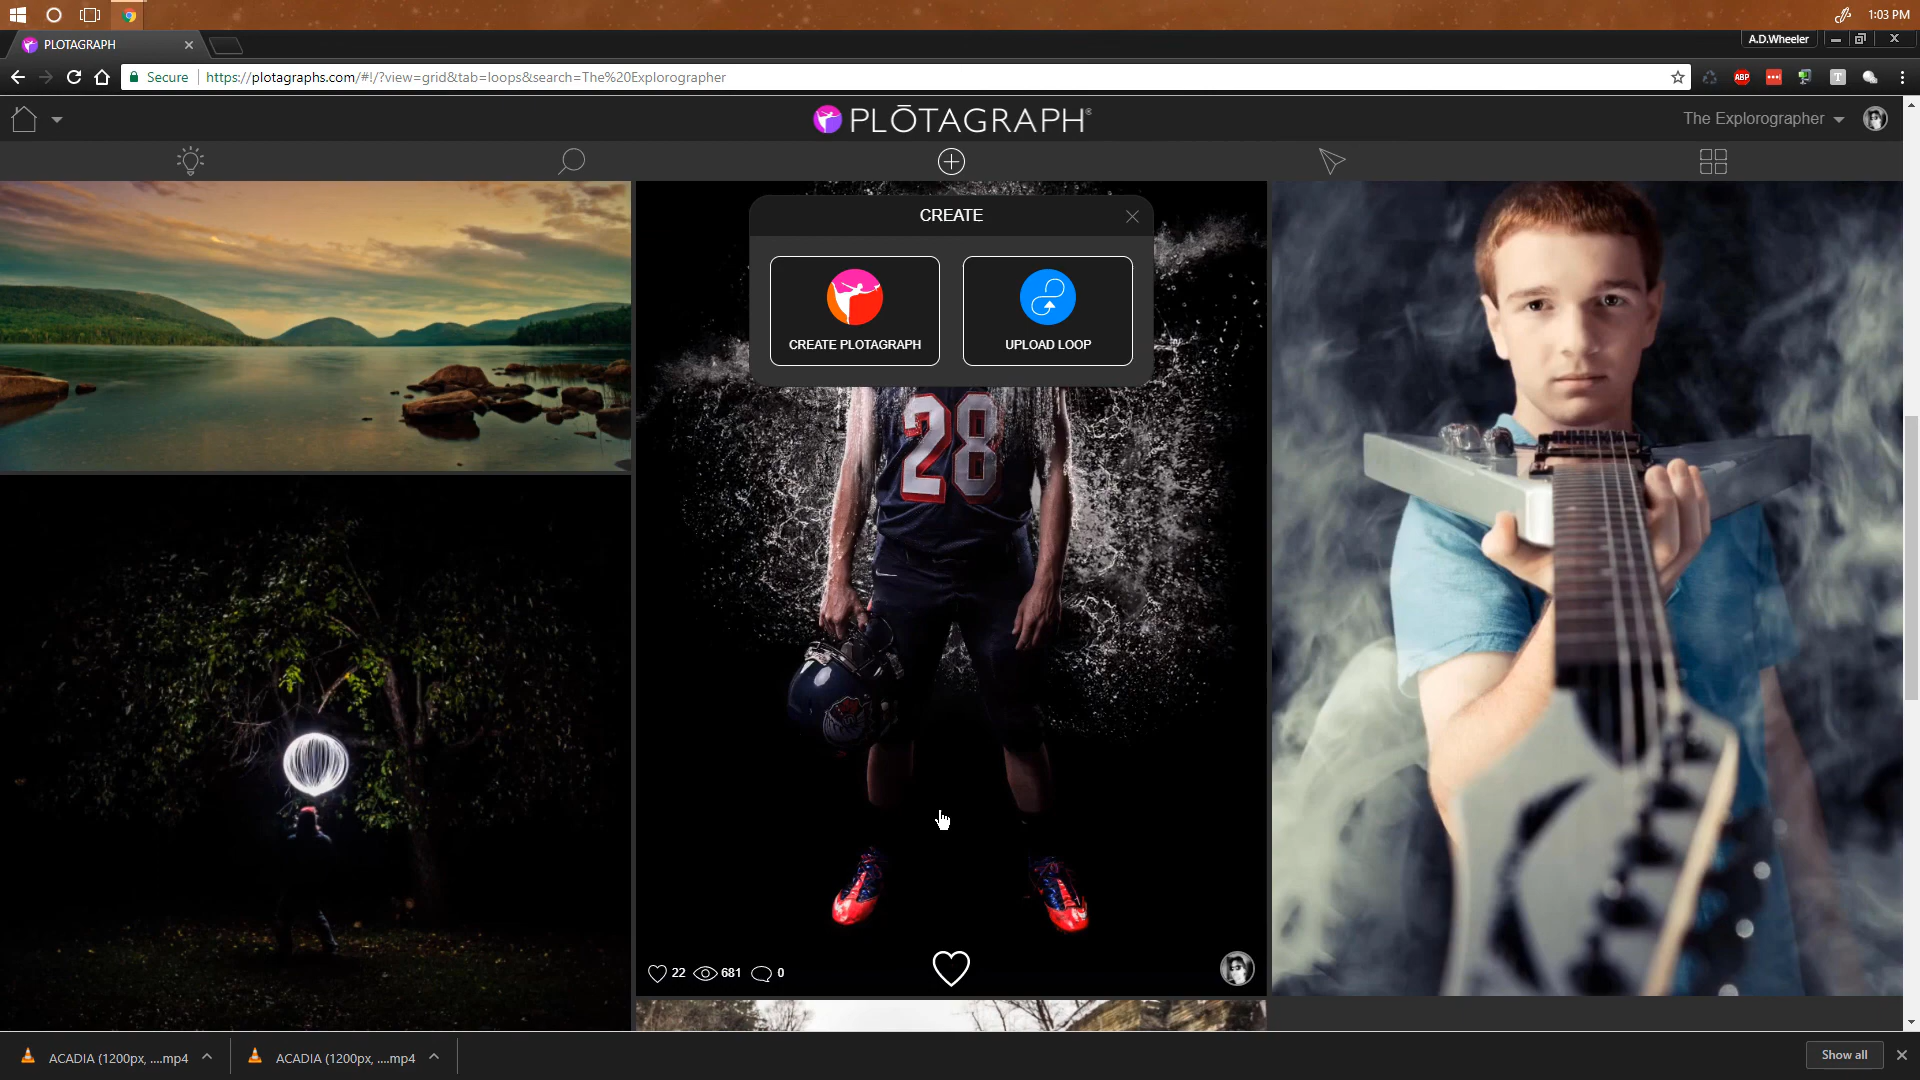 1:03 PM
PLOTAGRAPH
A.D.Wheeler
Secure
https://plotagraphs.com/#!/?view=grid&tab=loops&search=The%20Explorographer
ABP
T
PLŌTAGRAPH®
The Explorographer
CREATE
CREATE PLOTAGRAPH
UPLOAD LOOP
28
22
681
0
ACADIA (1200px, ....mp4
ACADIA (1200px, ....mp4
Show all